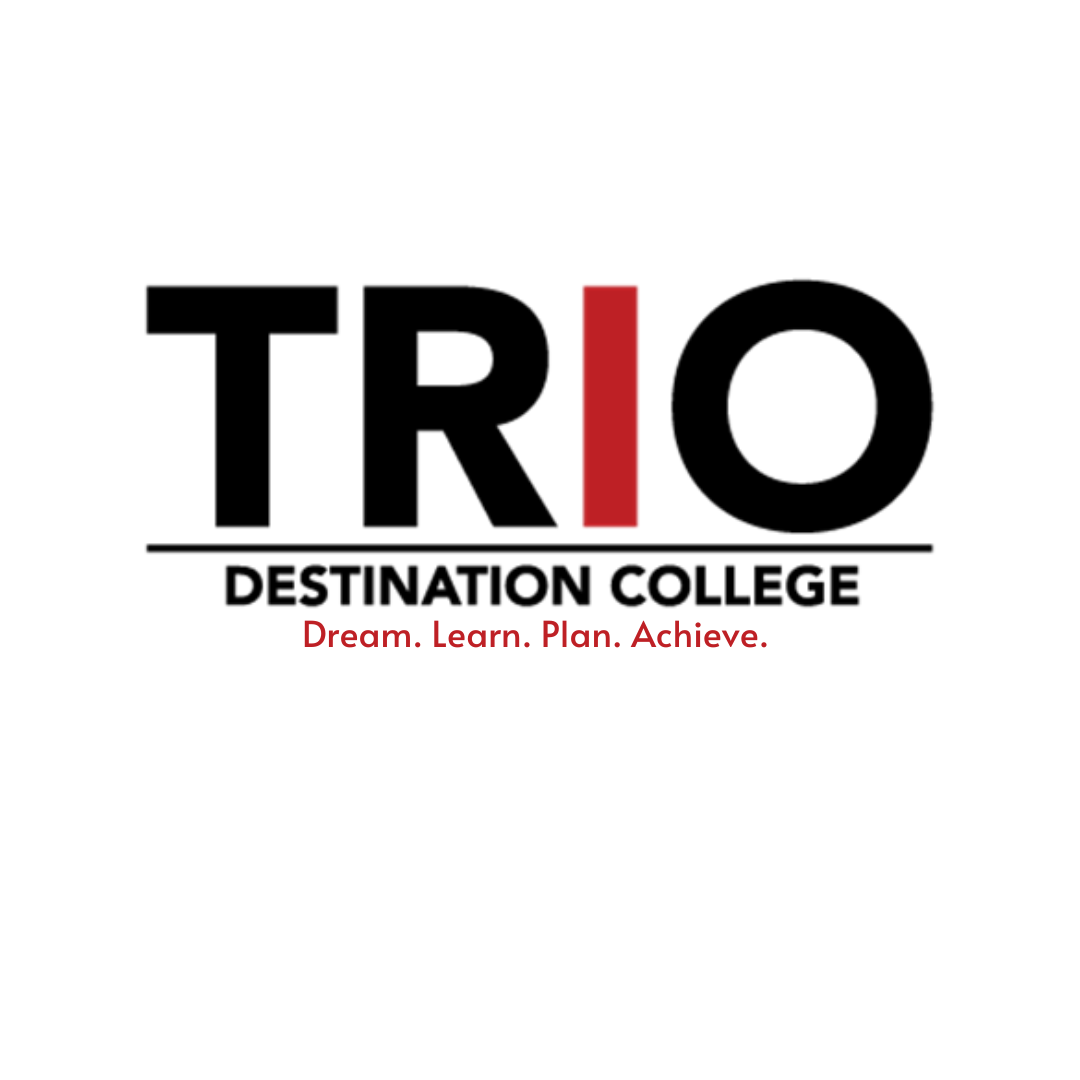 TRIO
DESTINATION COLLEGE
Dream. Learn. Plan. Achieve.